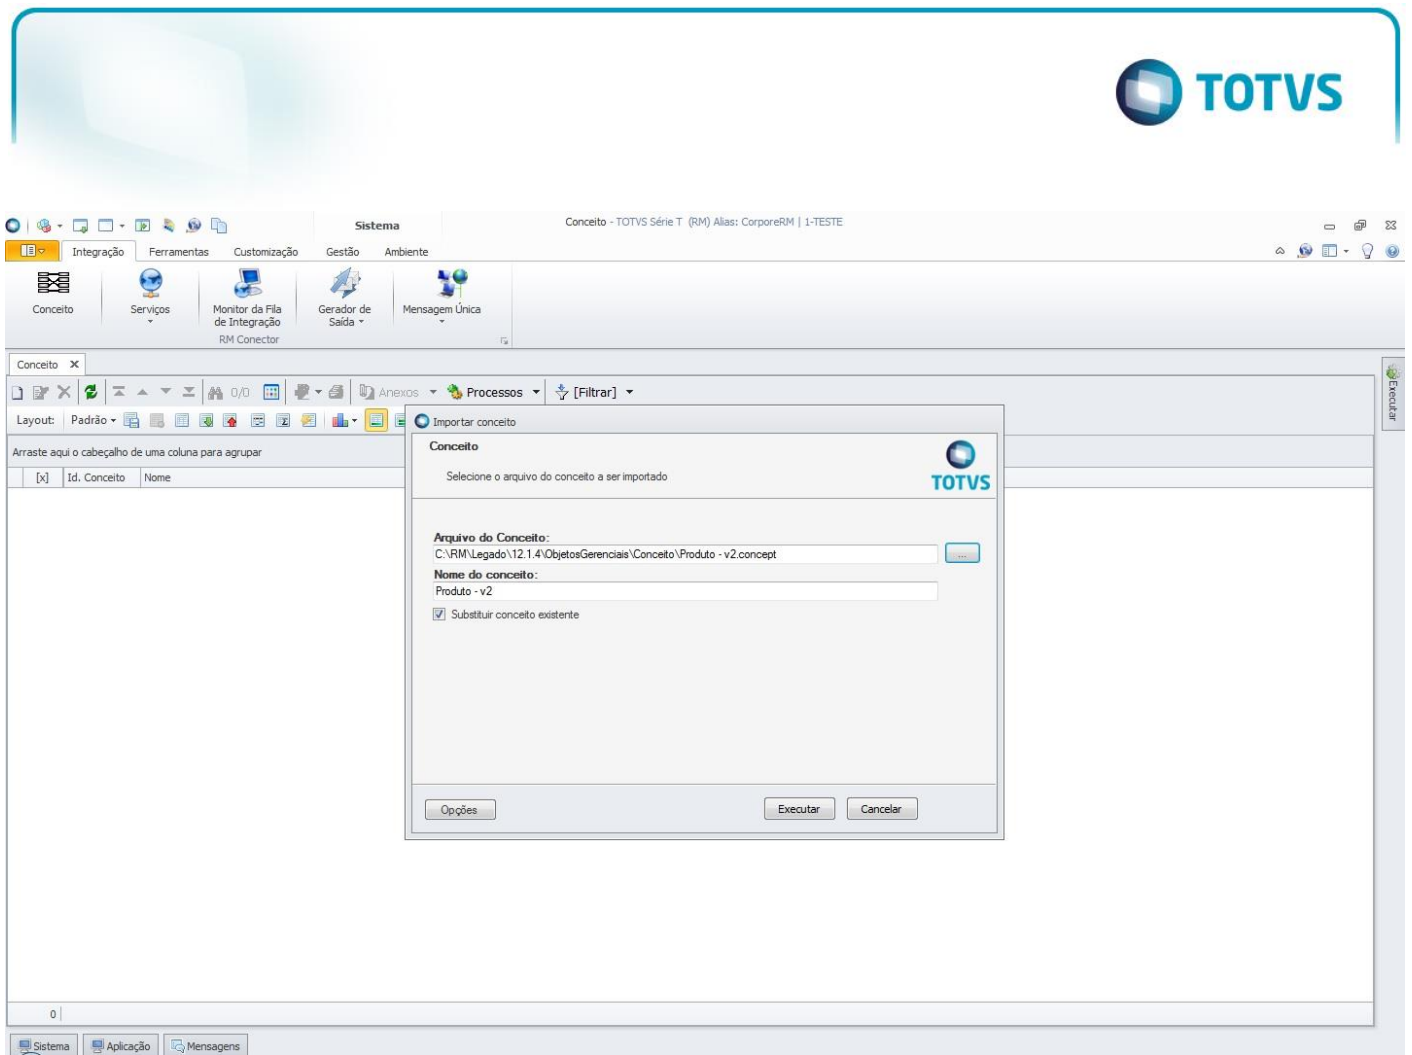 TOTVS
Sistema
Conceito - TOTVS Série T (RM) Alias: CorporeRM | 1-TESTE
Integração Ferramentas Customização Gestão Ambiente
Conceito
Serviços
Monitor da Fila de Integração
Gerador de Saída
Mensagem Única
RM Conector
Conceito X
0/0 Anexos Processos [Filtrar]
Executar
Layout: Padrão
Arraste aqui o cabeçalho de uma coluna para agrupar
[x] Id. Conceito Nome
Importar conceito
Conceito
Selecione o arquivo do conceito a ser importado
TOTVS
Arquivo do Conceito:
C:\RM\Legado\12.1.4\ObjetosGerenciais\Conceito\Produto - v2.concept
...
Nome do conceito:
Produto - v2
Substituir conceito existente
Opções Executar Cancelar
0
Sistema Aplicação Mensagens